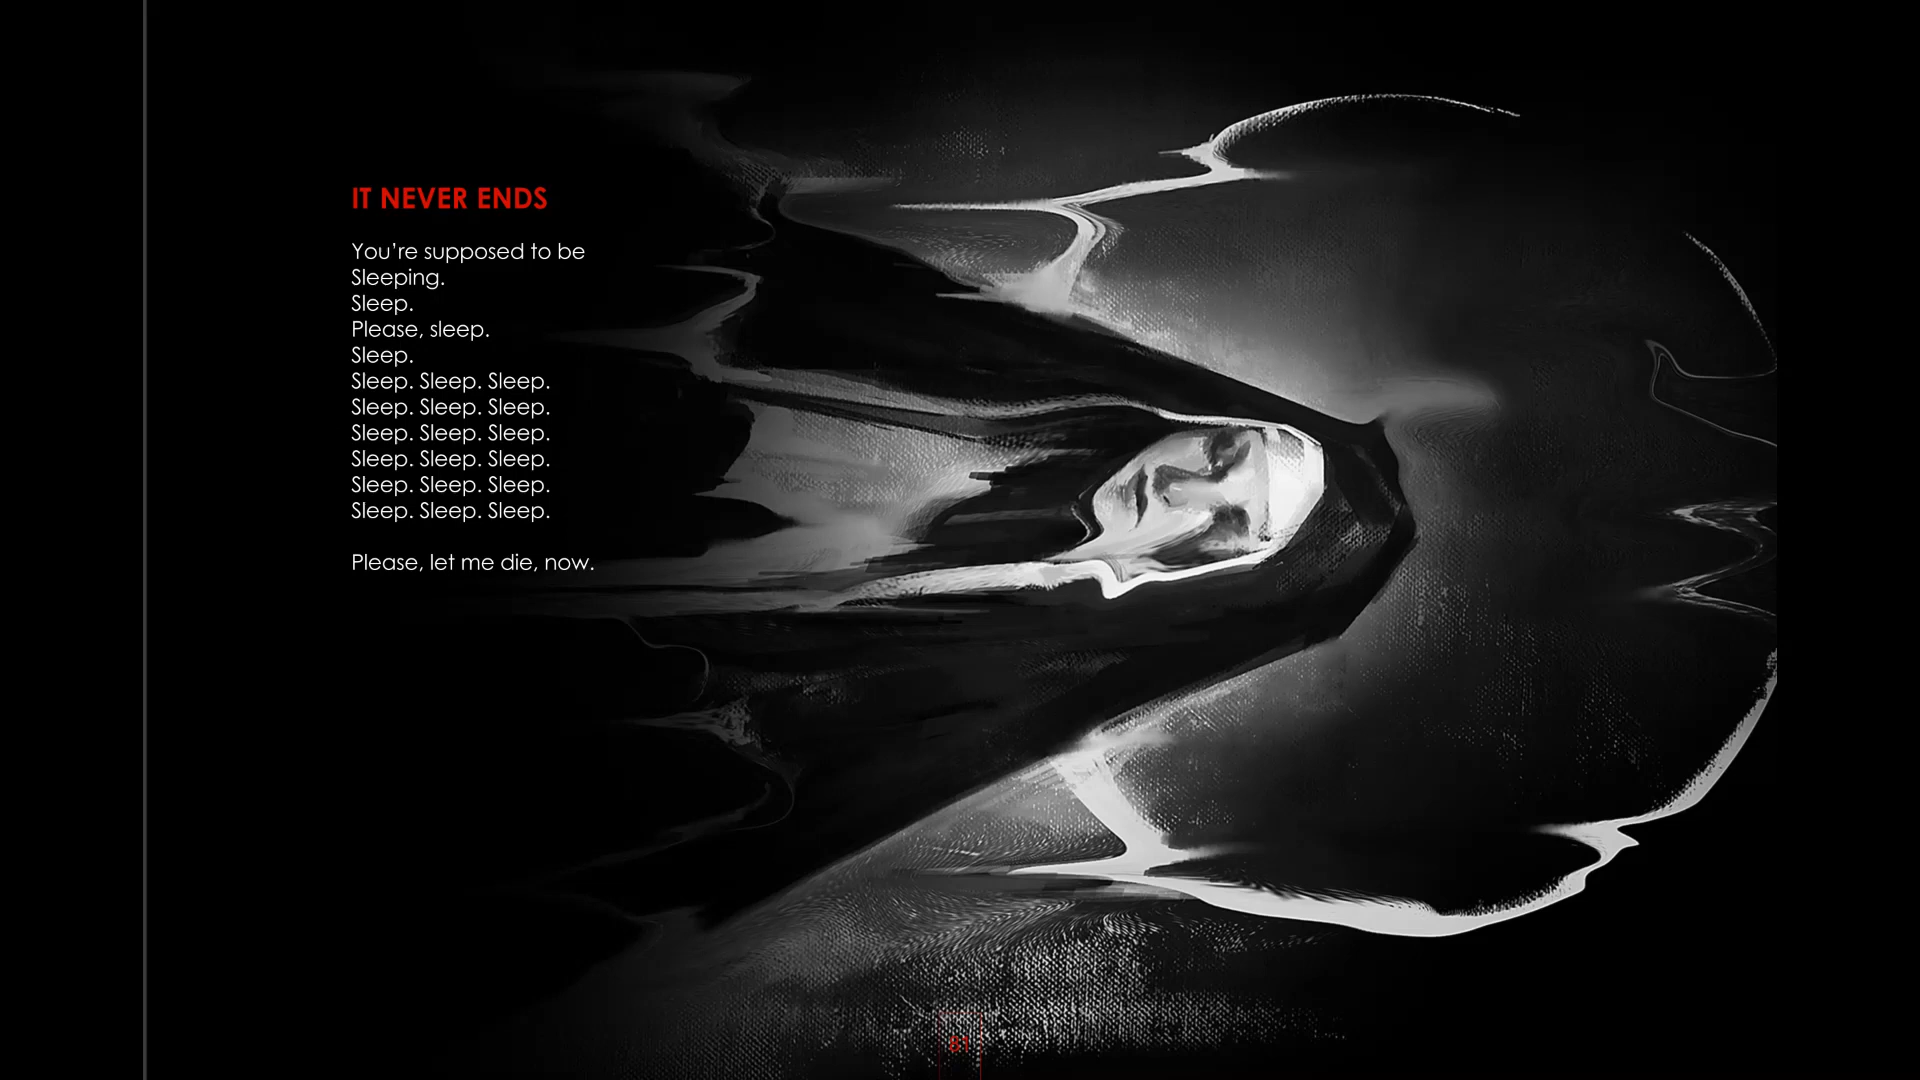 IT NEVER ENDS
You’re supposed to be
Sleeping.
Sleep.
Please, sleep.
Sleep.
Sleep. Sleep. Sleep.
Sleep. Sleep. Sleep.
Sleep. Sleep. Sleep.
Sleep. Sleep. Sleep.
Sleep. Sleep. Sleep.
Sleep. Sleep. Sleep.
Please, let me die, now.
81